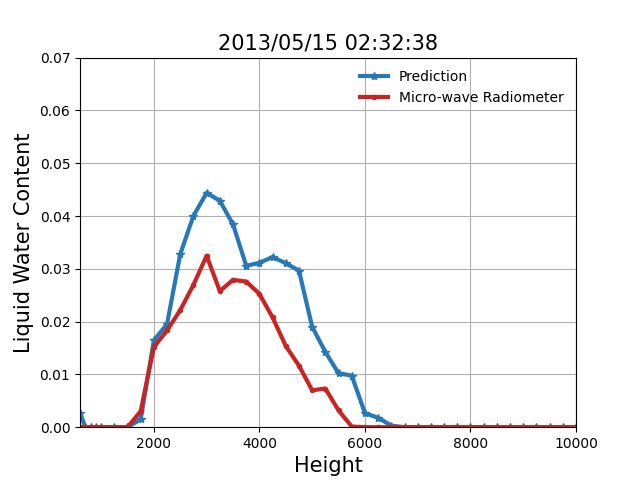 2013/05/15 02:32:38
Prediction
Micro-wave Radiometer
0.07
0.06
0.05
0.04
0.03
0.02
0.01
0.00
Liquid Water Content
2000 4000 6000 8000 10000
Height